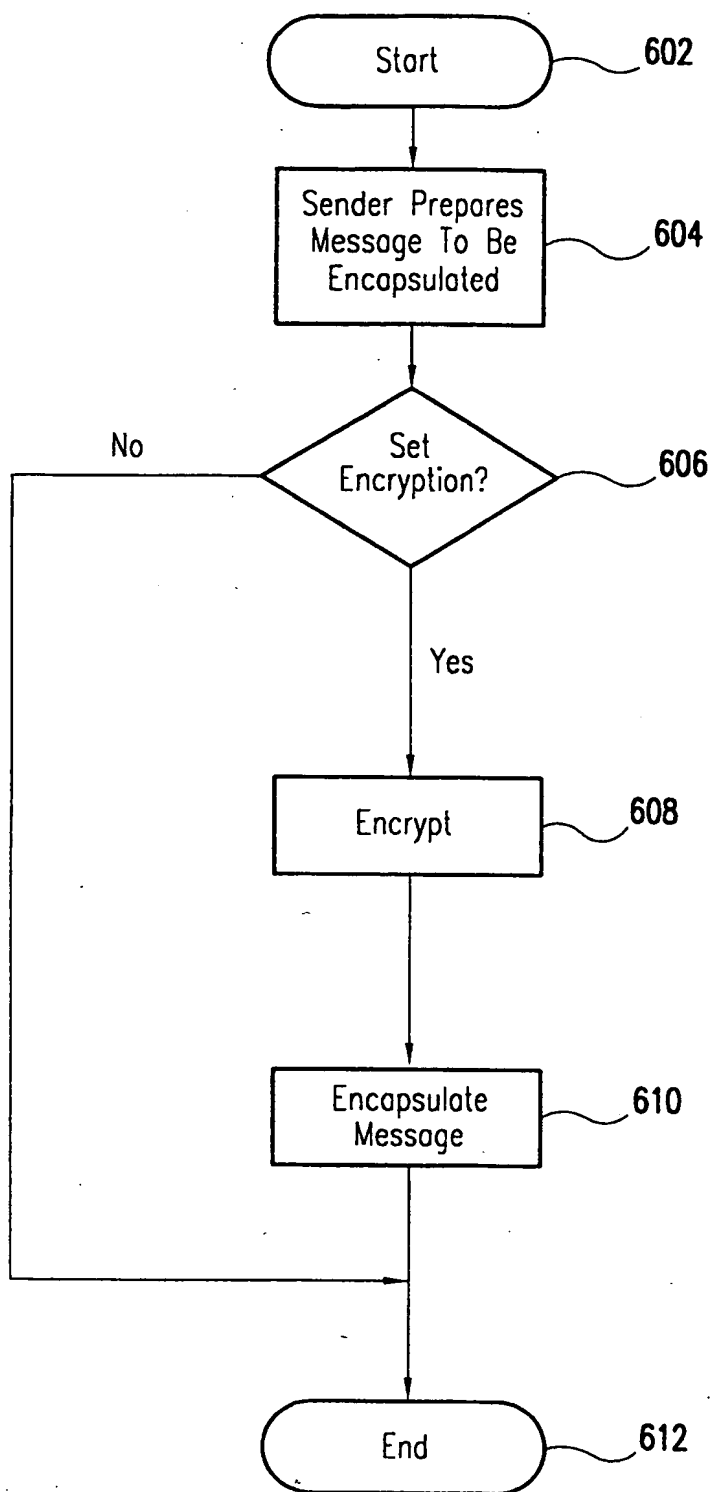 Start
602
Sender Prepares
Message To Be
Encapsulated
604
Set
Encryption?
606
No
Yes
Encrypt
608
Encapsulate
Message
610
End
612